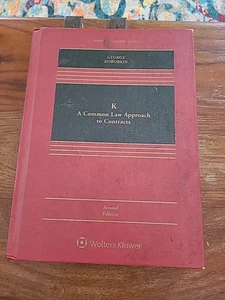 GEORGE
KOROBKIN
K
A Common Law Approach
to Contracts
Second
Edition
Wolters Kluwer